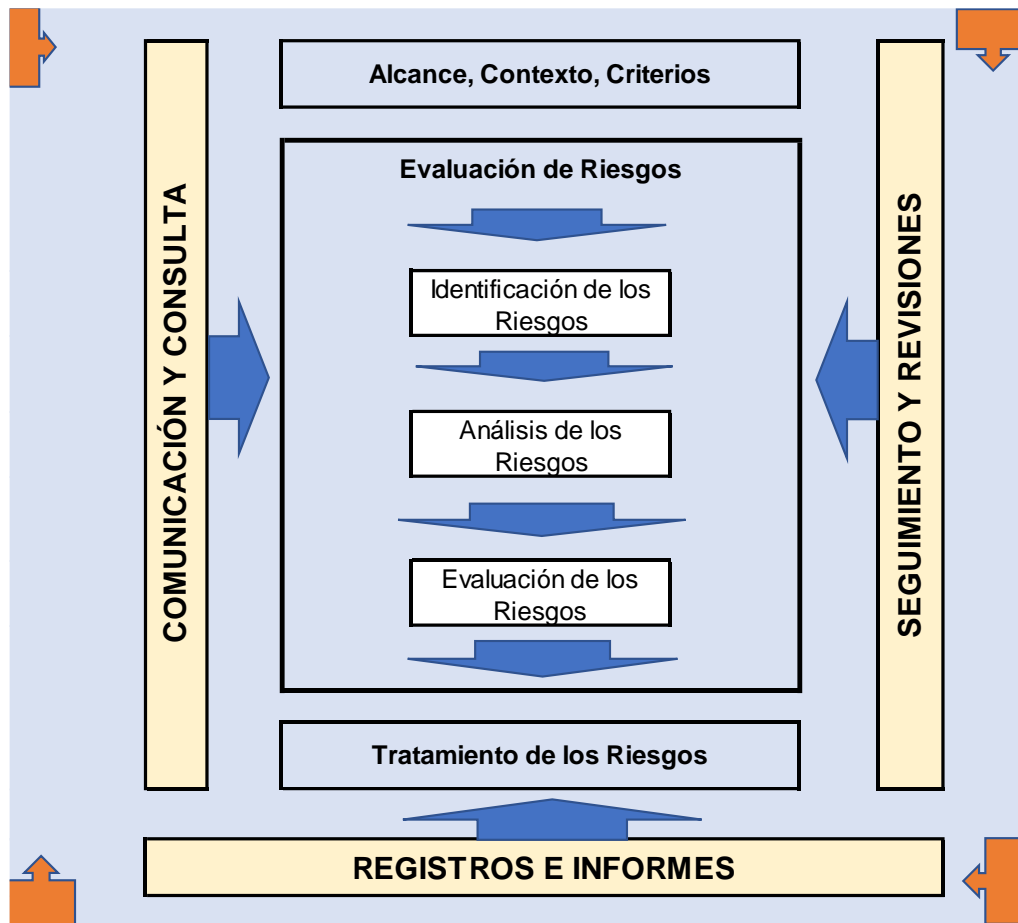 Alcance, Contexto, Criterios
Evaluación de Riesgos
Identificación de los
Riesgos
Análisis de los
Riesgos
Evaluación de los
Riesgos
Tratamiento de los Riesgos
COMUNICACIÓN Y CONSULTA
SEGUIMIENTO Y REVISIONES
REGISTROS E INFORMES